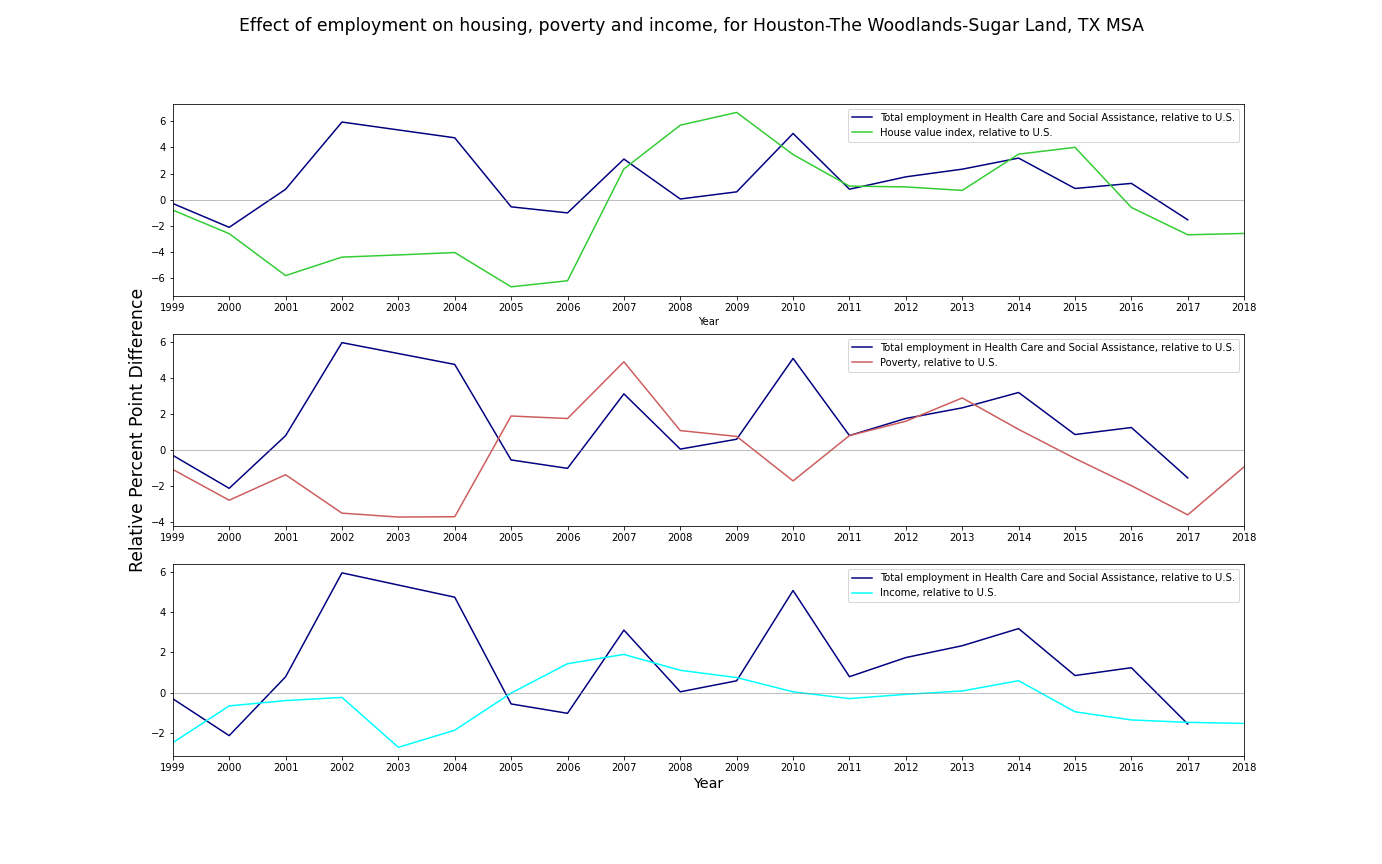 Effect of employment on housing, poverty and income, for Houston-The Woodlands-Sugar Land, TX MSA
Relative Percent Point Difference
6
4
2
0
−2
−4
−6
Total employment in Health Care and Social Assistance, relative to U.S.
House value index, relative to U.S.
1999 2000 2001 2002 2003 2004 2005 2006 2007 2008 2009 2010 2011 2012 2013 2014 2015 2016 2017 2018
Year
6
4
2
0
−2
−4
Total employment in Health Care and Social Assistance, relative to U.S.
Poverty, relative to U.S.
1999 2000 2001 2002 2003 2004 2005 2006 2007 2008 2009 2010 2011 2012 2013 2014 2015 2016 2017 2018
6
4
2
0
−2
Total employment in Health Care and Social Assistance, relative to U.S.
Income, relative to U.S.
1999 2000 2001 2002 2003 2004 2005 2006 2007 2008 2009 2010 2011 2012 2013 2014 2015 2016 2017 2018
Year